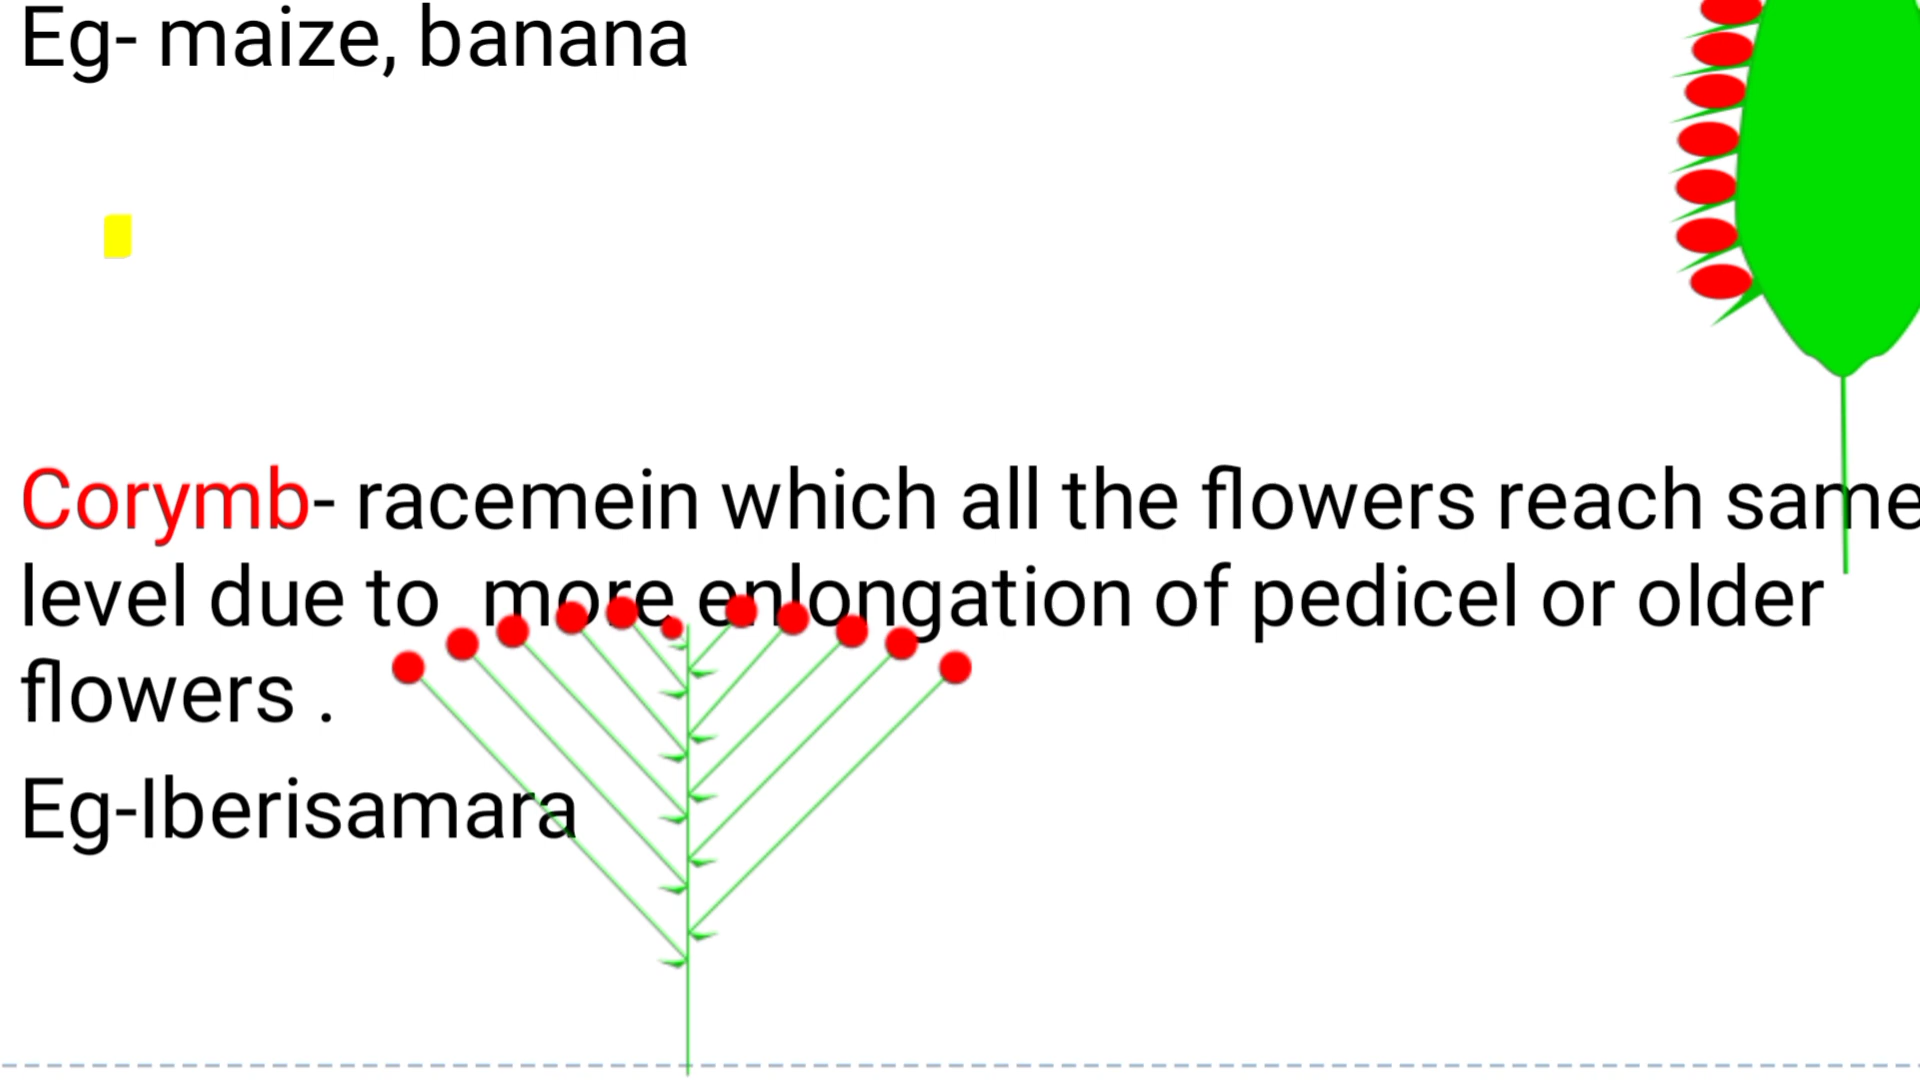 Eg- maize, banana
Corymb- racemein which all the flowers reach same
level due to  more enlongation of pedicel or older
flowers .
Eg-Iberisamara